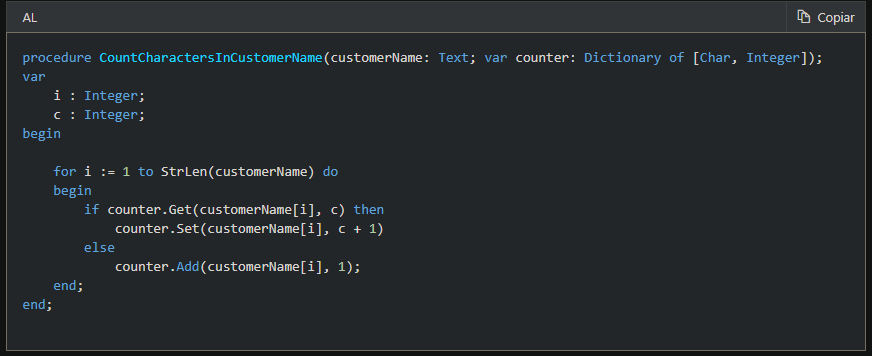 AL
Copiar
procedure CountCharactersInCustomerName(customerName: Text; var counter: Dictionary of [Char, Integer]);
var
    i : Integer;
    c : Integer;
begin

    for i := 1 to StrLen(customerName) do
    begin
        if counter.Get(customerName[i], c) then
            counter.Set(customerName[i], c + 1)
        else
            counter.Add(customerName[i], 1);
    end;
end;